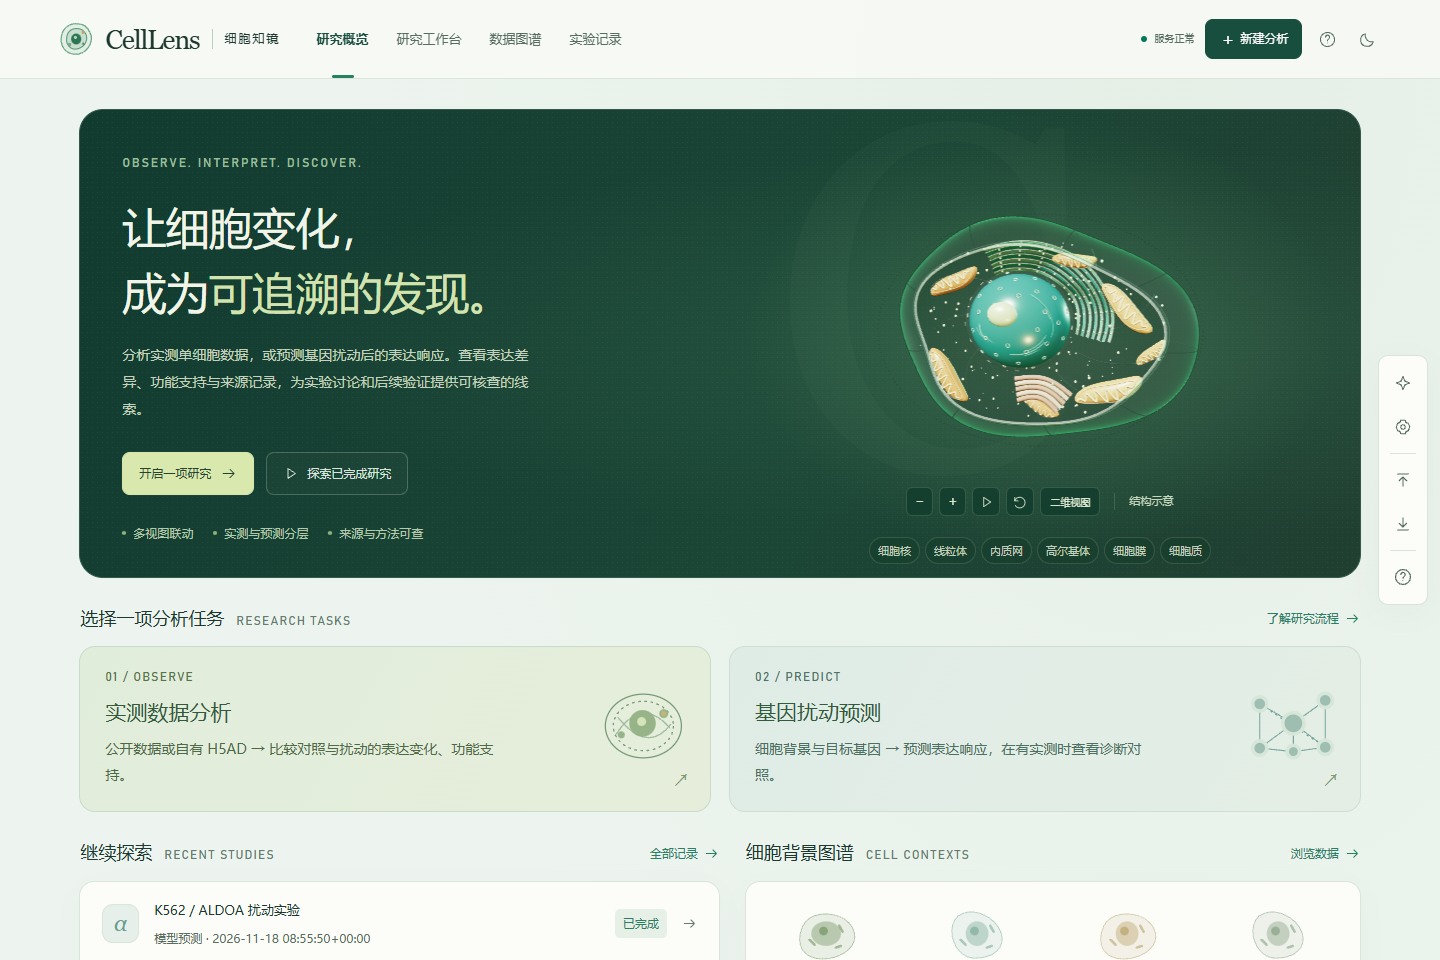 CellLens 细胞知镜 研究概览 研究工作台 数据图谱 实验记录 服务正常 + 新建分析
OBSERVE. INTERPRET. DISCOVER.
让细胞变化，
成为可追溯的发现。
分析实测单细胞数据，或预测基因扰动后的表达响应。查看表达差
异、功能支持与来源记录，为实验讨论和后续验证提供可核查的线
索。
开启一项研究 → 探索已完成研究
• 多视图联动 • 实测与预测分层 • 来源与方法可查
− + 二维视图 结构示意
细胞核 线粒体 内质网 高尔基体 细胞膜 细胞质
选择一项分析任务 RESEARCH TASKS 了解研究流程 →
01 / OBSERVE
实测数据分析
公开数据或自有 H5AD → 比较对照与扰动的表达变化、功能支
持。
02 / PREDICT
基因扰动预测
细胞背景与目标基因 → 预测表达响应，在有实测时查看诊断对
照。
继续探索 RECENT STUDIES 全部记录 →
细胞背景图谱 CELL CONTEXTS 浏览数据 →
α K562 / ALDOA 扰动实验 已完成 →
模型预测 · 2026-11-18 08:55:50+00:00